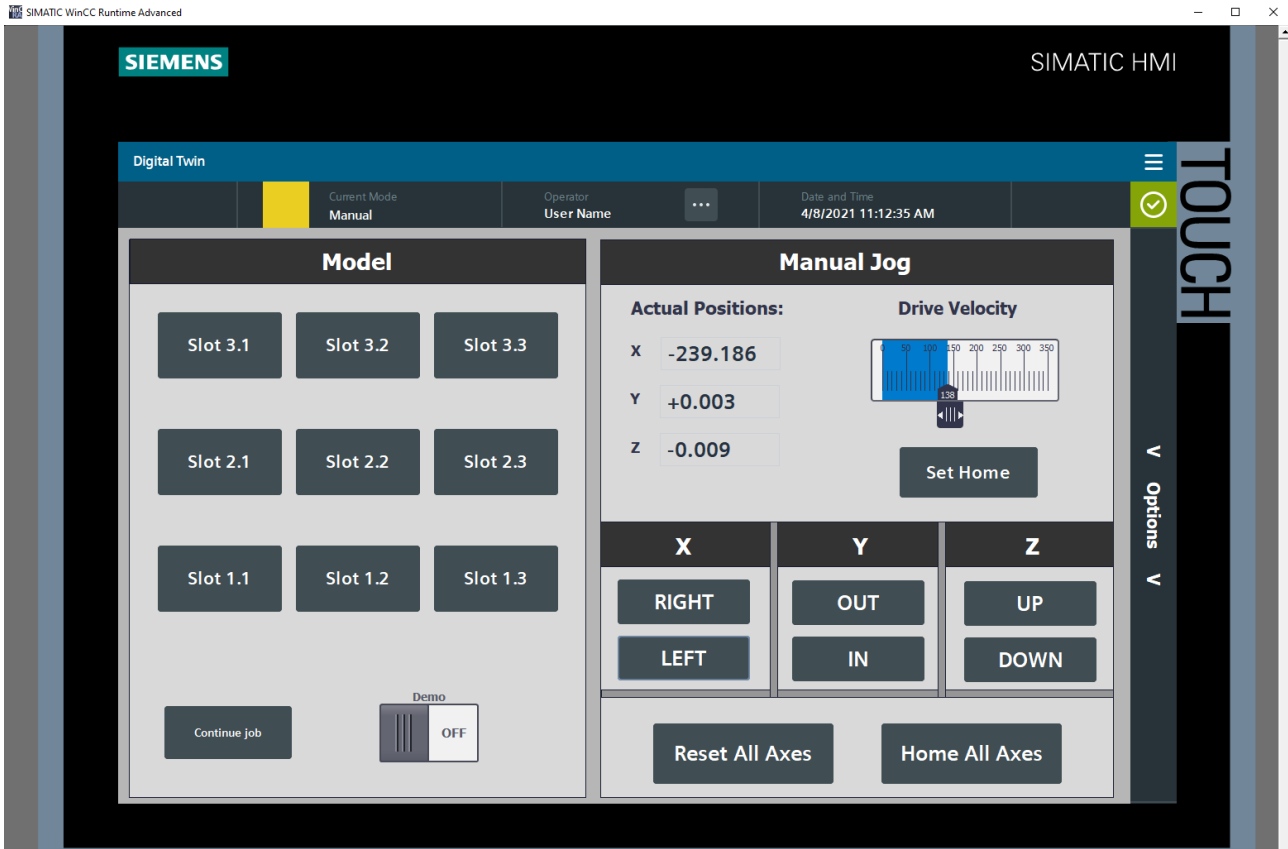 SIMATIC WinCC Runtime Advanced
SIEMENS
SIMATIC HMI
TOUCH
Digital Twin
Current Mode
Manual
Operator
User Name
...
Date and Time
4/8/2021 11:12:35 AM
Model
Slot 3.1 Slot 3.2 Slot 3.3
Slot 2.1 Slot 2.2 Slot 2.3
Slot 1.1 Slot 1.2 Slot 1.3
Demo
Continue job
OFF
Manual Jog
Actual Positions:
X -239.186
Y +0.003
Z -0.009
Drive Velocity
0 50 100 150 200 250 300 350
138
Set Home
X Y Z
RIGHT OUT UP
LEFT IN DOWN
Reset All Axes Home All Axes
< Options <